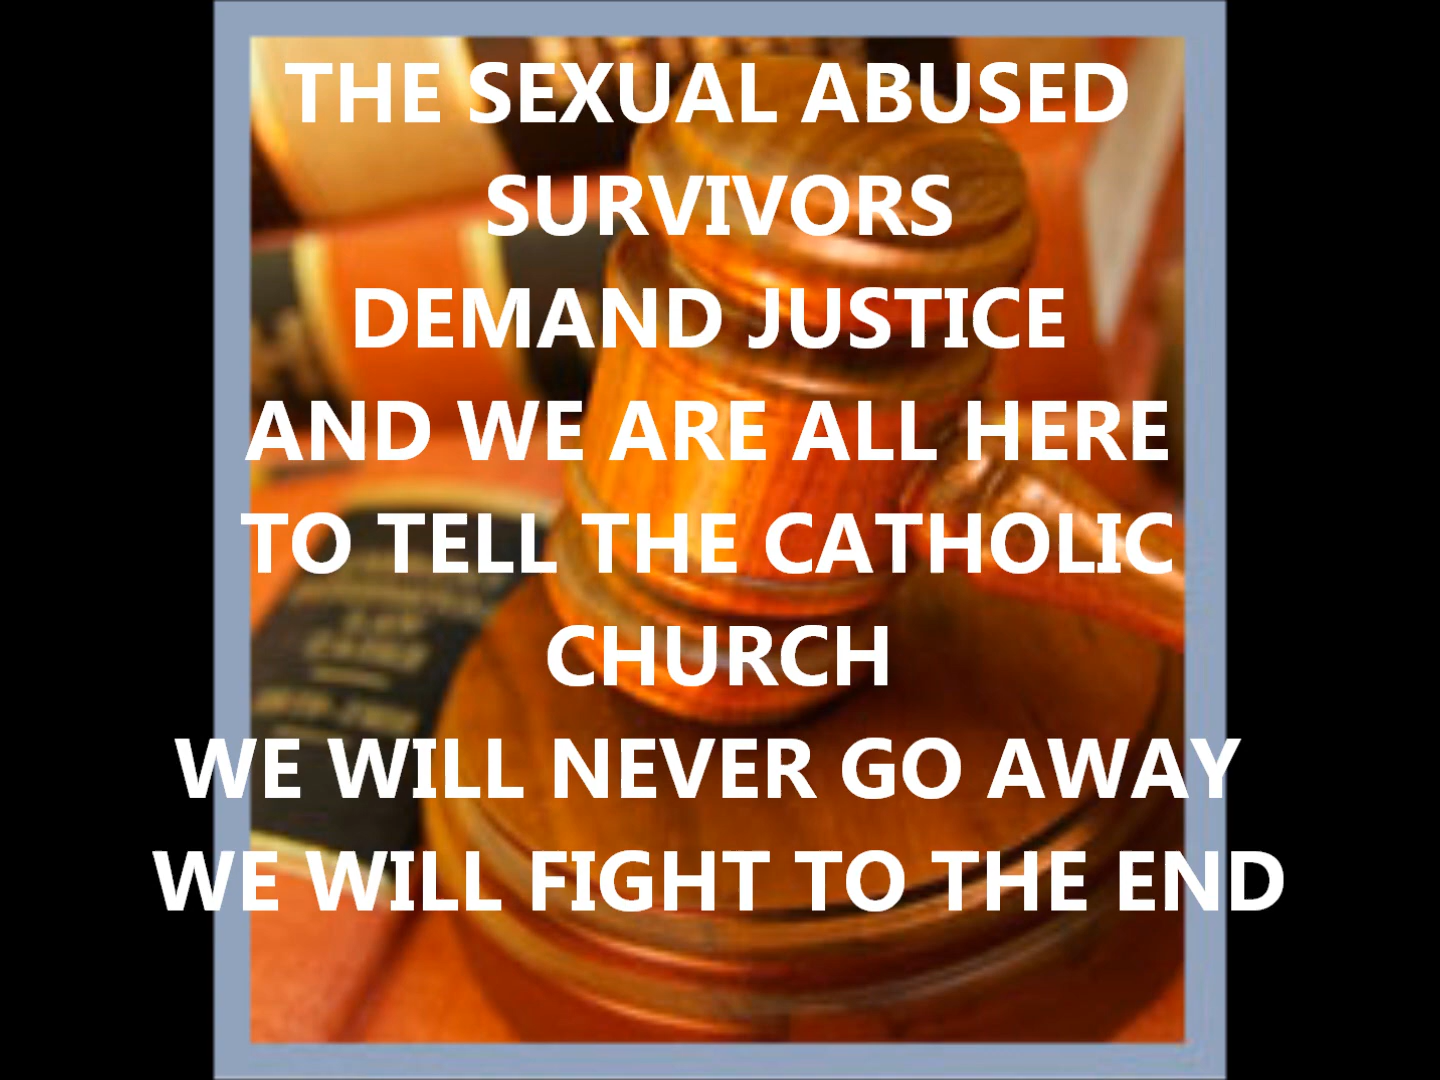 THE SEXUAL ABUSED
SURVIVORS
DEMAND JUSTICE
AND WE ARE ALL HERE
TO TELL THE CATHOLIC
CHURCH
WE WILL NEVER GO AWAY
WE WILL FIGHT TO THE END